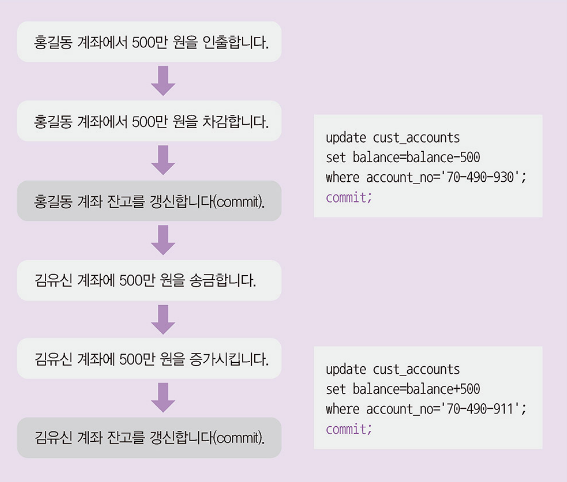 홍길동 계좌에서 500만 원을 인출합니다.
홍길동 계좌에서 500만 원을 차감합니다.
홍길동 계좌 잔고를 갱신합니다(commit).
update cust_accounts
set balance=balance-500
where account_no='70-490-930';
commit;
김유신 계좌에 500만 원을 송금합니다.
김유신 계좌에 500만 원을 증가시킵니다.
김유신 계좌 잔고를 갱신합니다(commit).
update cust_accounts
set balance=balance+500
where account_no='70-490-911';
commit;